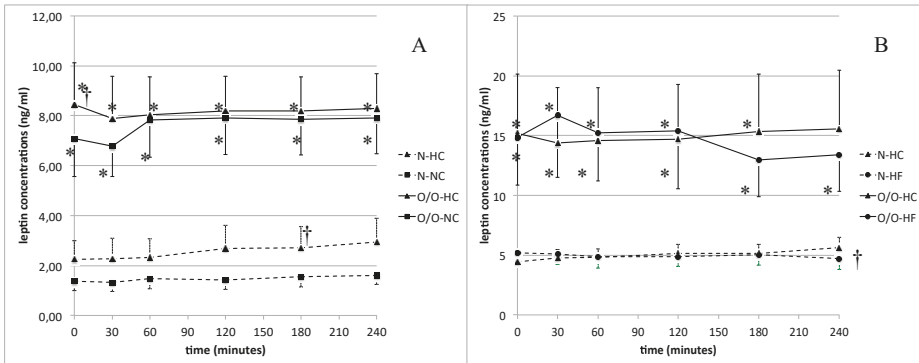 A
leptin concentrations (ng/ml)
12,00
10,00
8,00
6,00
4,00
2,00
0,00
0 30 60 90 120 150 180 210 240
time (minutes)
* † * * * * *
* * * * * *
†
N-HC
N-NC
O/O-HC
O/O-NC
B
leptin concentrations (ng/ml)
25
20
15
10
5
0
0 30 60 90 120 150 180 210 240
time (minutes)
* * * * *
* * * * * *
†
N-HC
N-HF
O/O-HC
O/O-HF